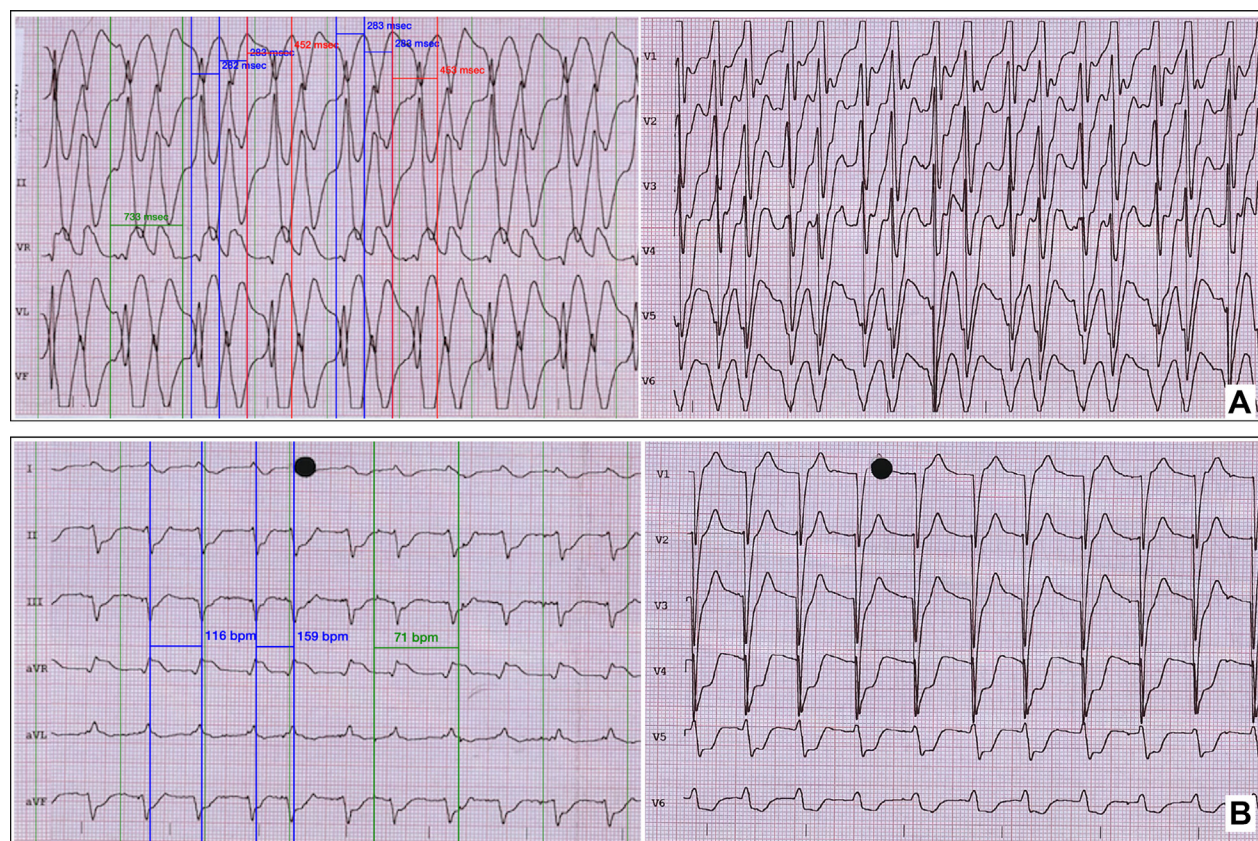 283 msec
283 msec
452 msec
283 msec
282 msec
453 msec
II
733 msec
VR
VL
VF
V1
V2
V3
V4
V5
V6
A
I
II
III
116 bpm
159 bpm
71 bpm
aVR
aVL
aVF
V1
V2
V3
V4
V5
V6
B